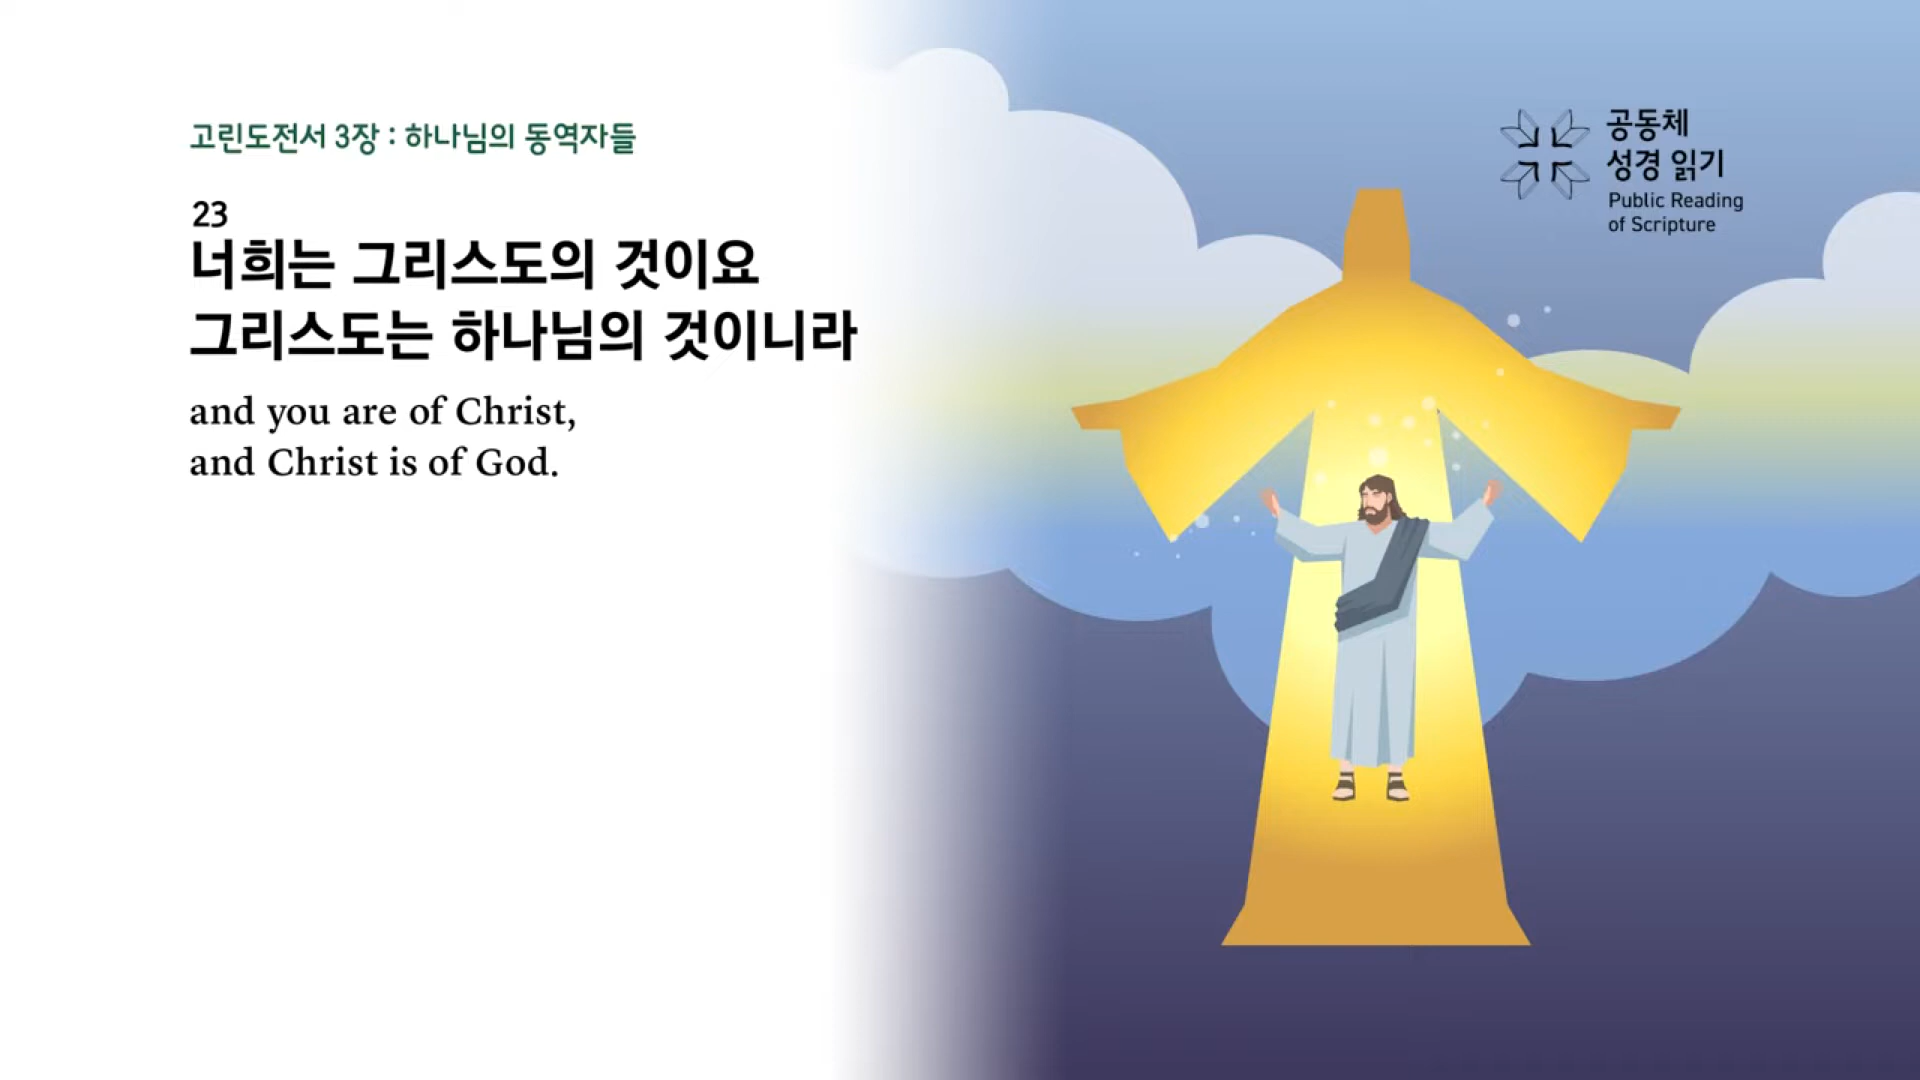 고린도전서 3장 : 하나님의 동역자들
23
너희는 그리스도의 것이요
그리스도는 하나님의 것이니라
and you are of Christ,
and Christ is of God.
공동체
성경 읽기
Public Reading
of Scripture